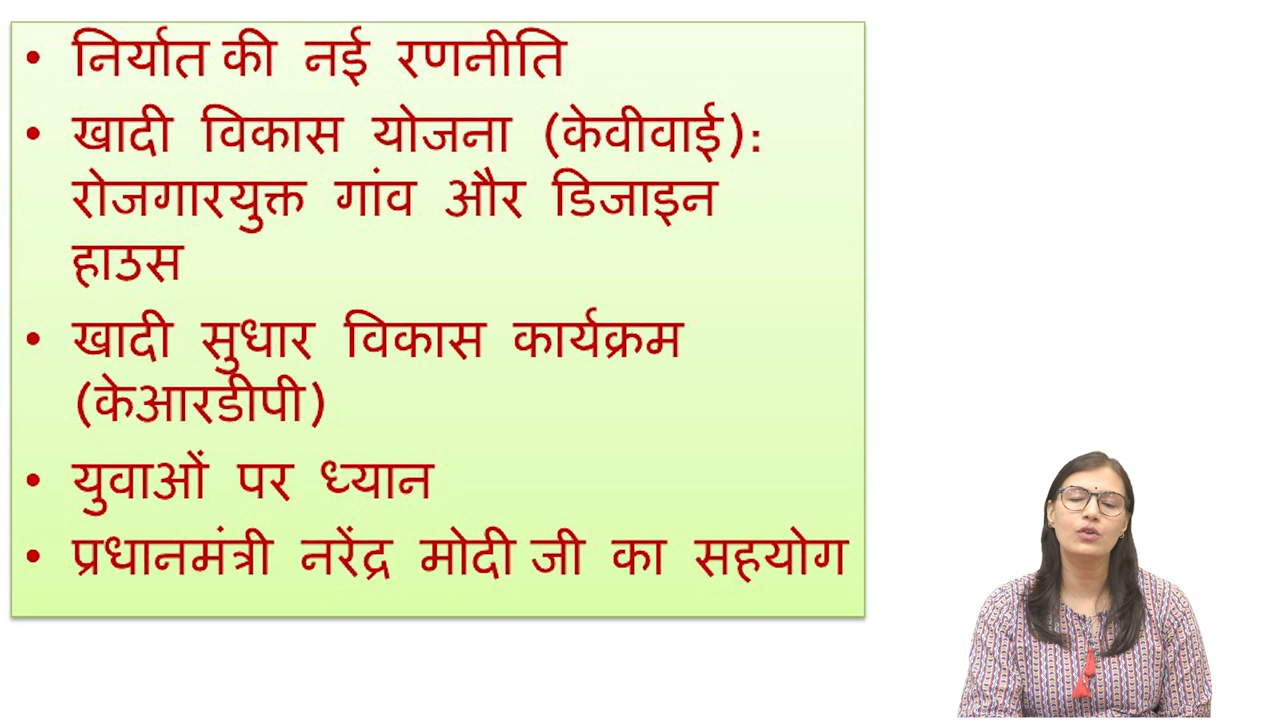 • निर्यात की नई रणनीति
• खादी विकास योजना (केवीवाई):
रोजगारयुक्त गांव और डिजाइन
हाउस
• खादी सुधार विकास कार्यक्रम
(केआरडीपी)
• युवाओं पर ध्यान
• प्रधानमंत्री नरेंद्र मोदी जी का सहयोग